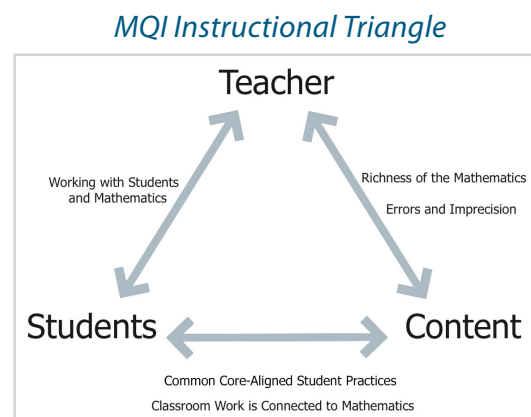 MQI Instructional Triangle
Teacher
Working with Students
and Mathematics
Richness of the Mathematics
Errors and Imprecision
Students
Content
Common Core-Aligned Student Practices
Classroom Work is Connected to Mathematics